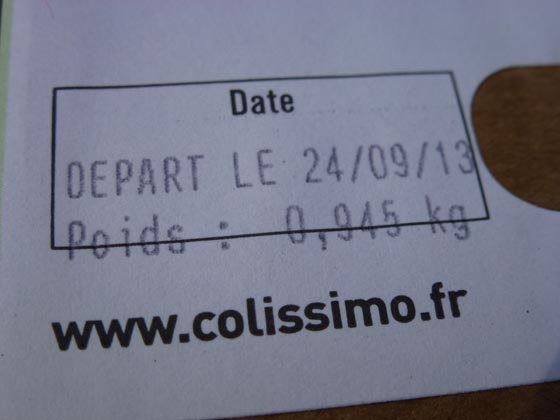 Date
DEPART LE 24/09/13
Poids : 0,945 kg
www.colissimo.fr